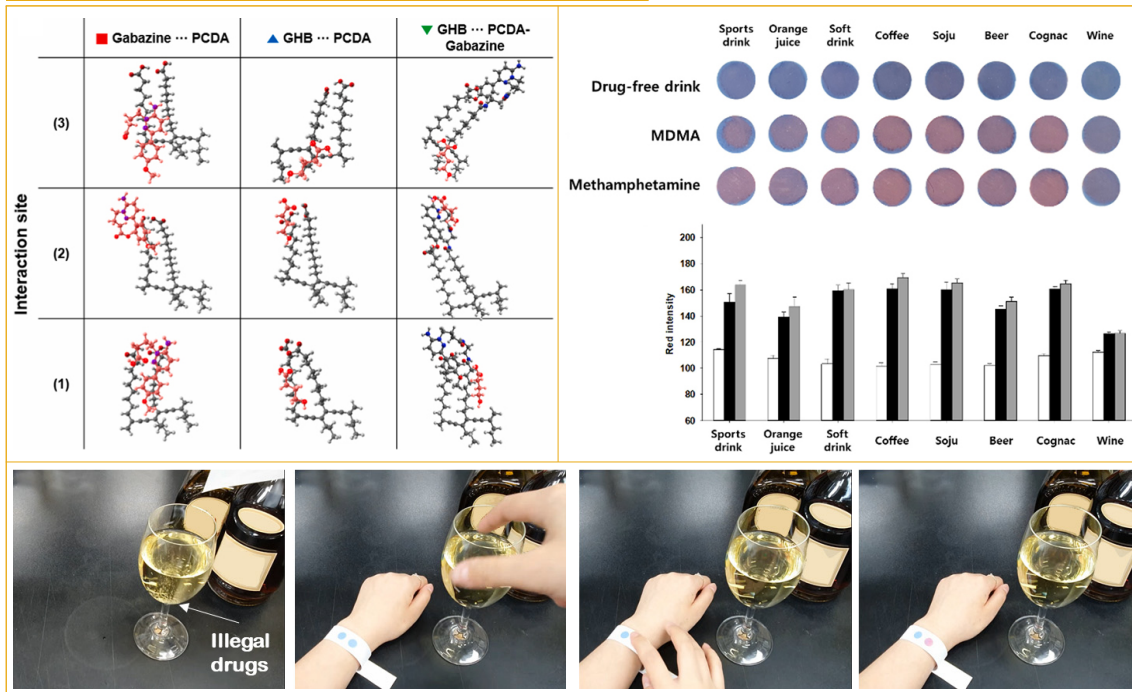 Gabazine ··· PCDA
GHB ··· PCDA
GHB ··· PCDA-
Gabazine
Interaction site
(3)
(2)
(1)
Sports
drink
Orange
juice
Soft
drink
Coffee
Soju
Beer
Cognac
Wine
Drug-free drink
MDMA
Methamphetamine
Red intensity
200
180
160
140
120
100
80
60
Sports
drink
Orange
juice
Soft
drink
Coffee
Soju
Beer
Cognac
Wine
Illegal
drugs